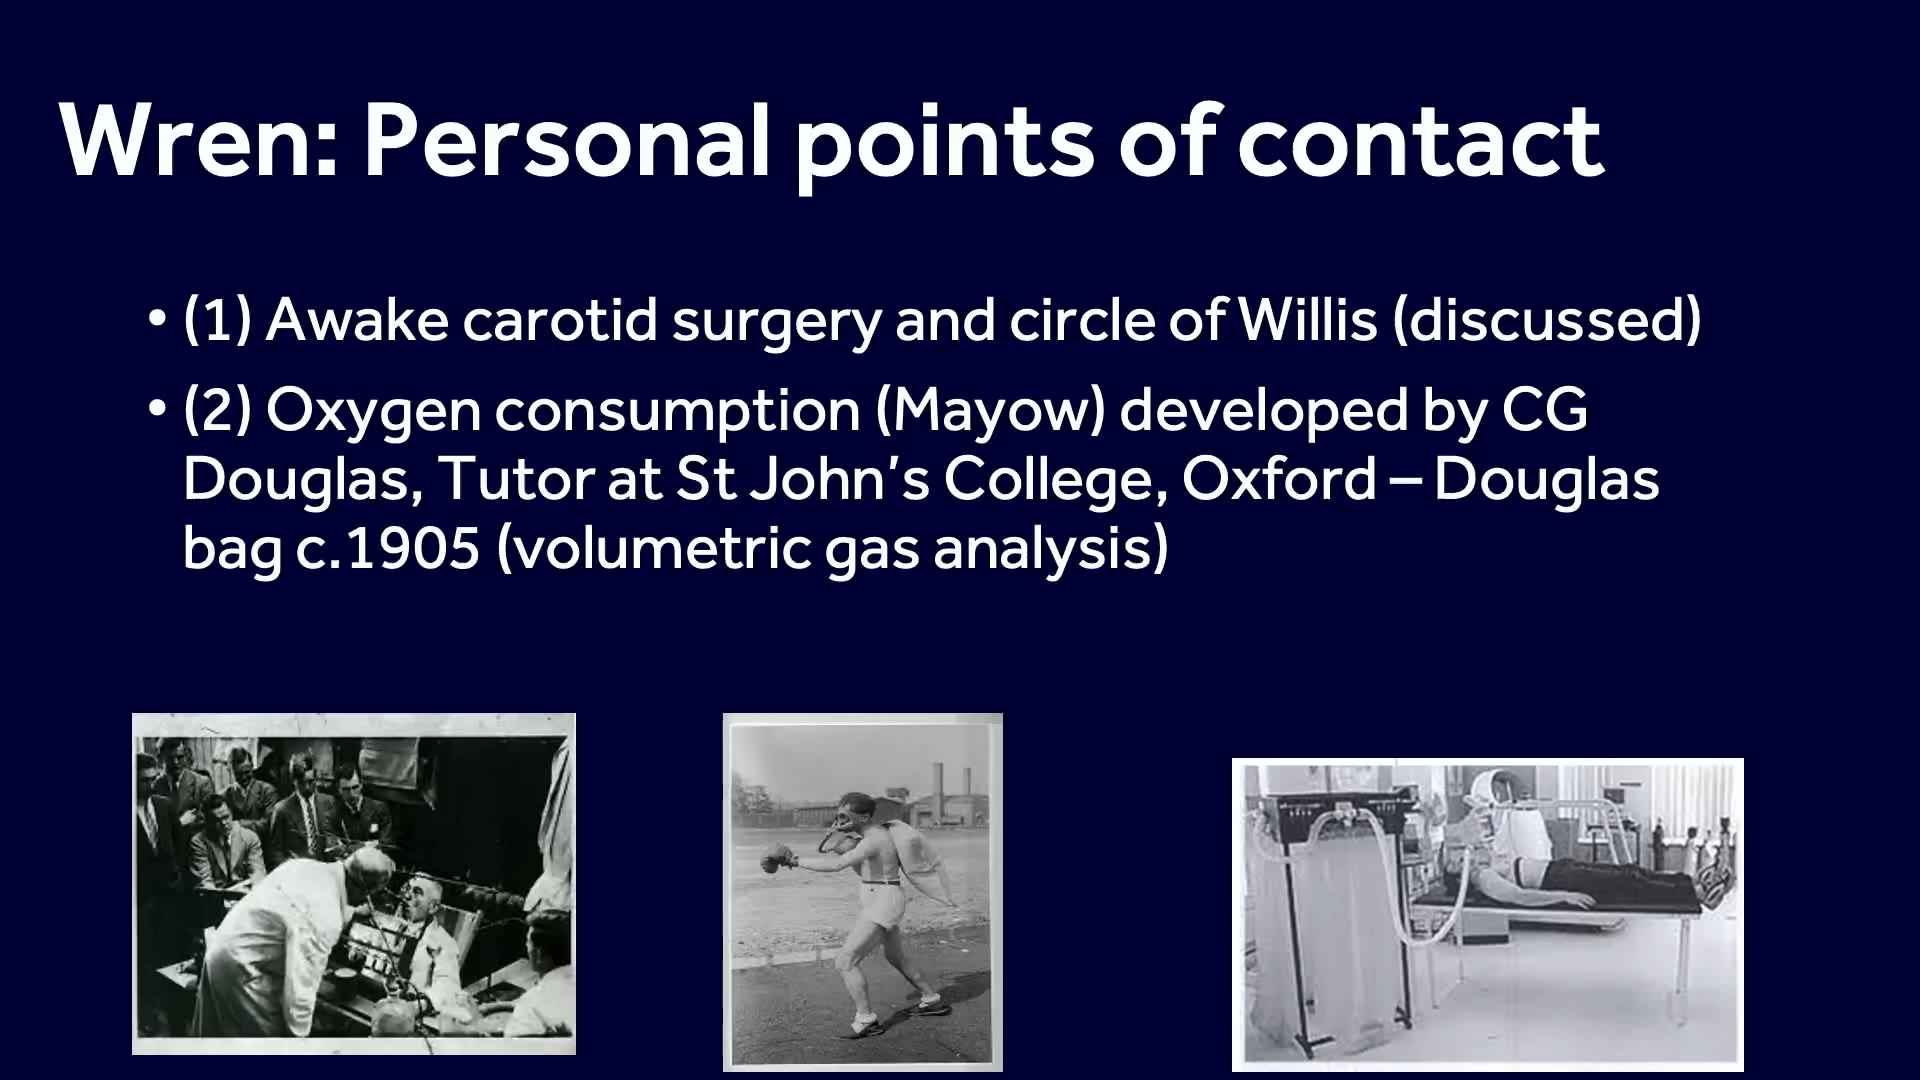 Wren: Personal points of contact
• (1) Awake carotid surgery and circle of Willis (discussed)
• (2) Oxygen consumption (Mayow) developed by CG
Douglas, Tutor at St John’s College, Oxford – Douglas
bag c.1905 (volumetric gas analysis)